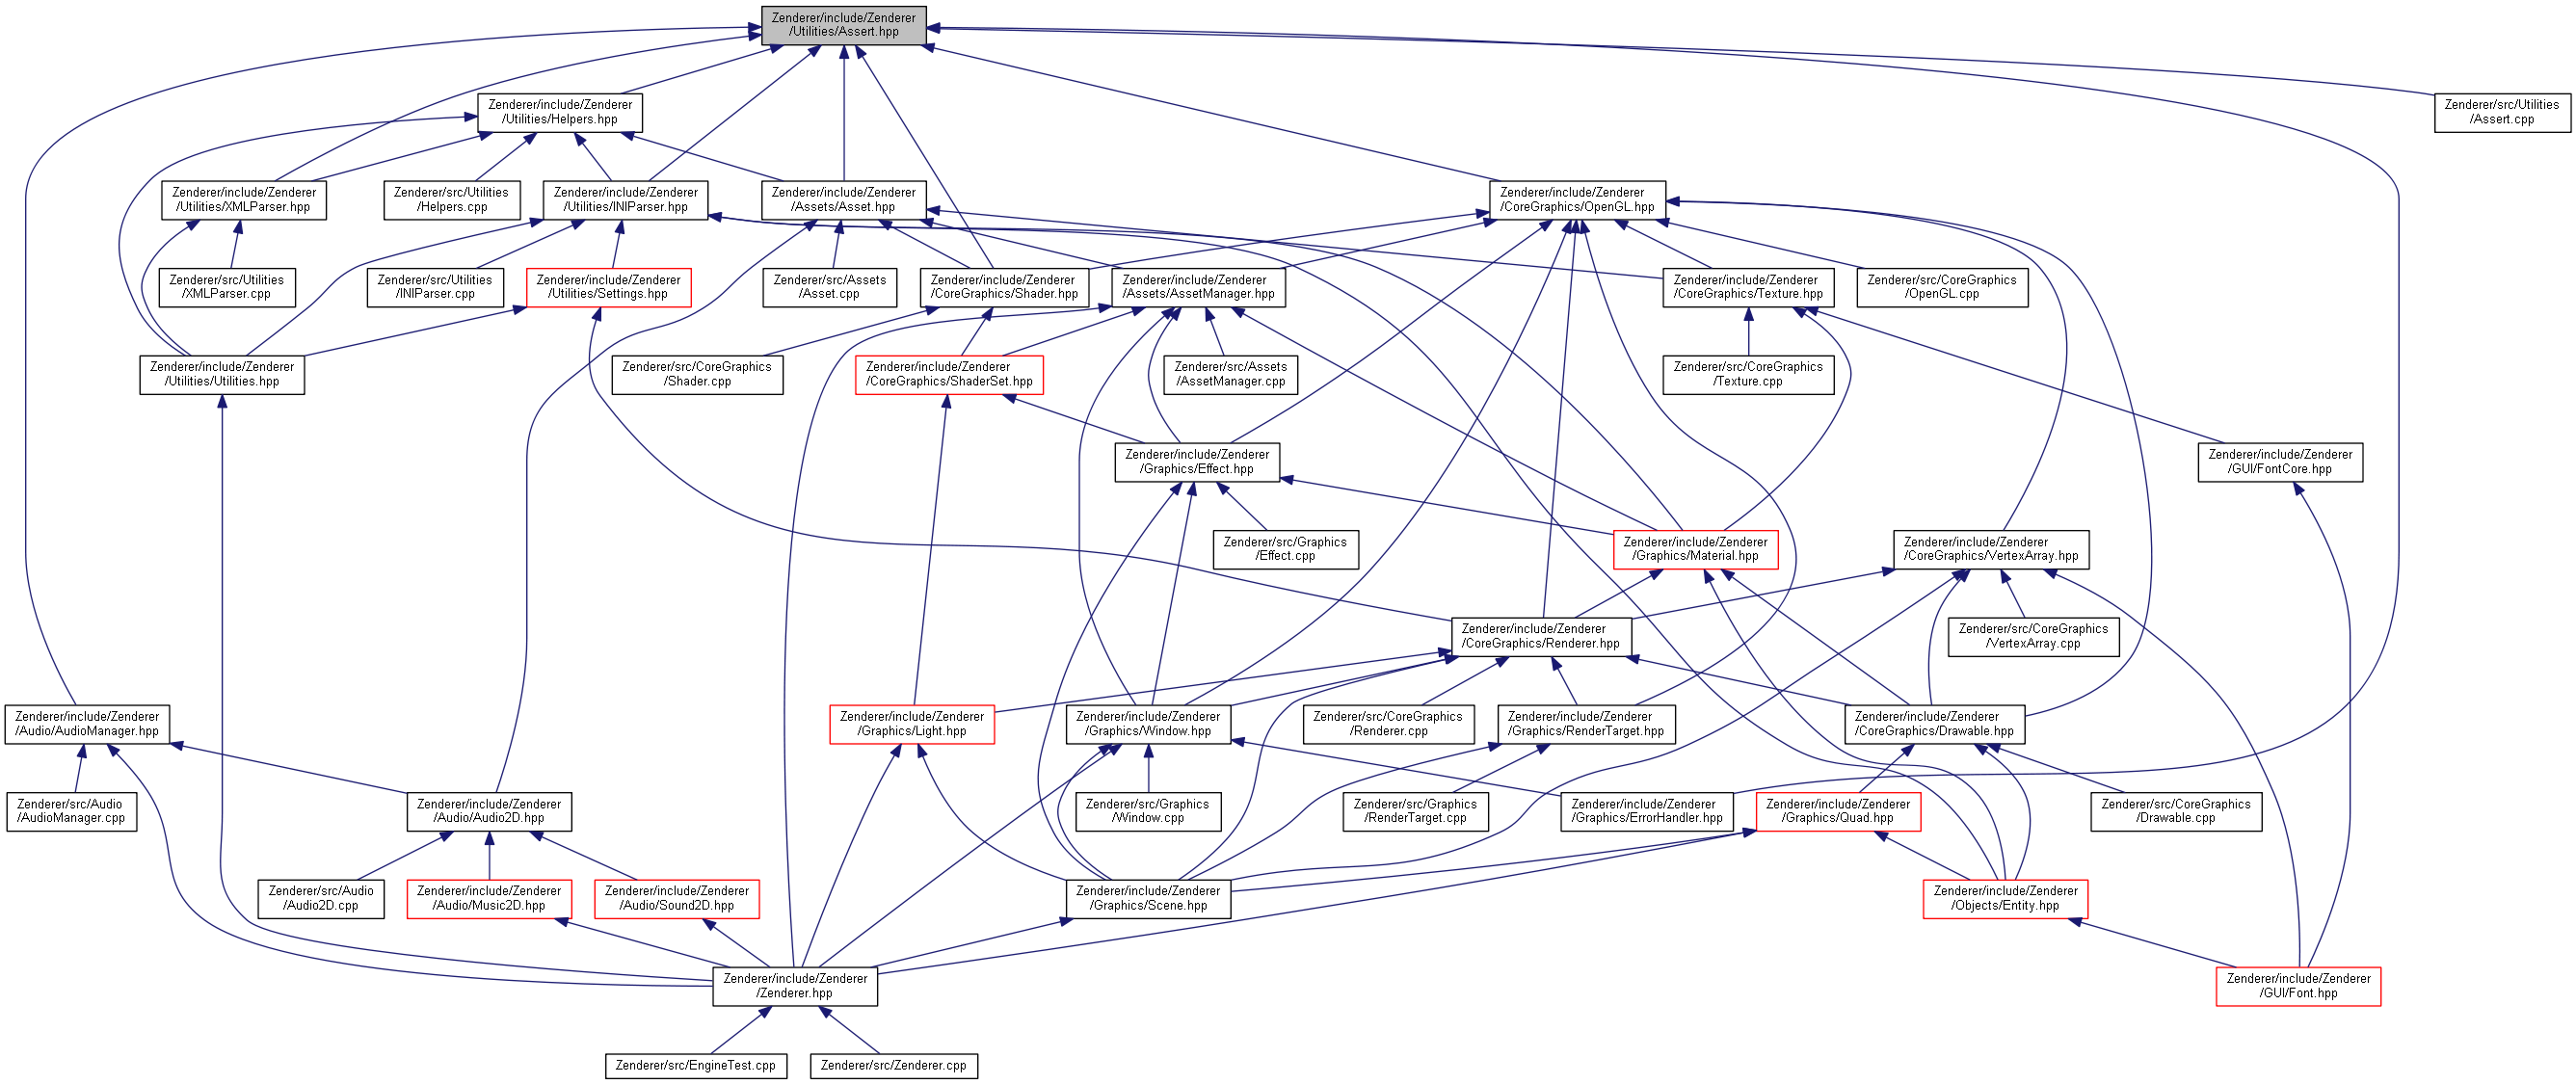 Zenderer/include/Zenderer
/Utilities/Assert.hpp
Zenderer/include/Zenderer
/Utilities/Helpers.hpp
Zenderer/src/Utilities
/Assert.cpp
Zenderer/include/Zenderer
/Utilities/XMLParser.hpp
Zenderer/src/Utilities
/Helpers.cpp
Zenderer/include/Zenderer
/Utilities/INIParser.hpp
Zenderer/include/Zenderer
/Assets/Asset.hpp
Zenderer/include/Zenderer
/CoreGraphics/OpenGL.hpp
Zenderer/src/Utilities
/XMLParser.cpp
Zenderer/src/Utilities
/INIParser.cpp
Zenderer/include/Zenderer
/Utilities/Settings.hpp
Zenderer/src/Assets
/Asset.cpp
Zenderer/include/Zenderer
/CoreGraphics/Shader.hpp
Zenderer/include/Zenderer
/Assets/AssetManager.hpp
Zenderer/include/Zenderer
/CoreGraphics/Texture.hpp
Zenderer/src/CoreGraphics
/OpenGL.cpp
Zenderer/include/Zenderer
/Utilities/Utilities.hpp
Zenderer/src/CoreGraphics
/Shader.cpp
Zenderer/include/Zenderer
/CoreGraphics/ShaderSet.hpp
Zenderer/src/Assets
/AssetManager.cpp
Zenderer/src/CoreGraphics
/Texture.cpp
Zenderer/include/Zenderer
/Graphics/Effect.hpp
Zenderer/include/Zenderer
/GUI/FontCore.hpp
Zenderer/src/Graphics
/Effect.cpp
Zenderer/include/Zenderer
/Graphics/Material.hpp
Zenderer/include/Zenderer
/CoreGraphics/VertexArray.hpp
Zenderer/include/Zenderer
/CoreGraphics/Renderer.hpp
Zenderer/src/CoreGraphics
/VertexArray.cpp
Zenderer/include/Zenderer
/Audio/AudioManager.hpp
Zenderer/include/Zenderer
/Graphics/Light.hpp
Zenderer/include/Zenderer
/Graphics/Window.hpp
Zenderer/src/CoreGraphics
/Renderer.cpp
Zenderer/include/Zenderer
/Graphics/RenderTarget.hpp
Zenderer/include/Zenderer
/CoreGraphics/Drawable.hpp
Zenderer/src/Audio
/AudioManager.cpp
Zenderer/include/Zenderer
/Audio/Audio2D.hpp
Zenderer/src/Graphics
/Window.cpp
Zenderer/src/Graphics
/RenderTarget.cpp
Zenderer/include/Zenderer
/Graphics/ErrorHandler.hpp
Zenderer/include/Zenderer
/Graphics/Quad.hpp
Zenderer/src/CoreGraphics
/Drawable.cpp
Zenderer/src/Audio
/Audio2D.cpp
Zenderer/include/Zenderer
/Audio/Music2D.hpp
Zenderer/include/Zenderer
/Audio/Sound2D.hpp
Zenderer/include/Zenderer
/Graphics/Scene.hpp
Zenderer/include/Zenderer
/Objects/Entity.hpp
Zenderer/include/Zenderer
/Zenderer.hpp
Zenderer/include/Zenderer
/GUI/Font.hpp
Zenderer/src/EngineTest.cpp
Zenderer/src/Zenderer.cpp